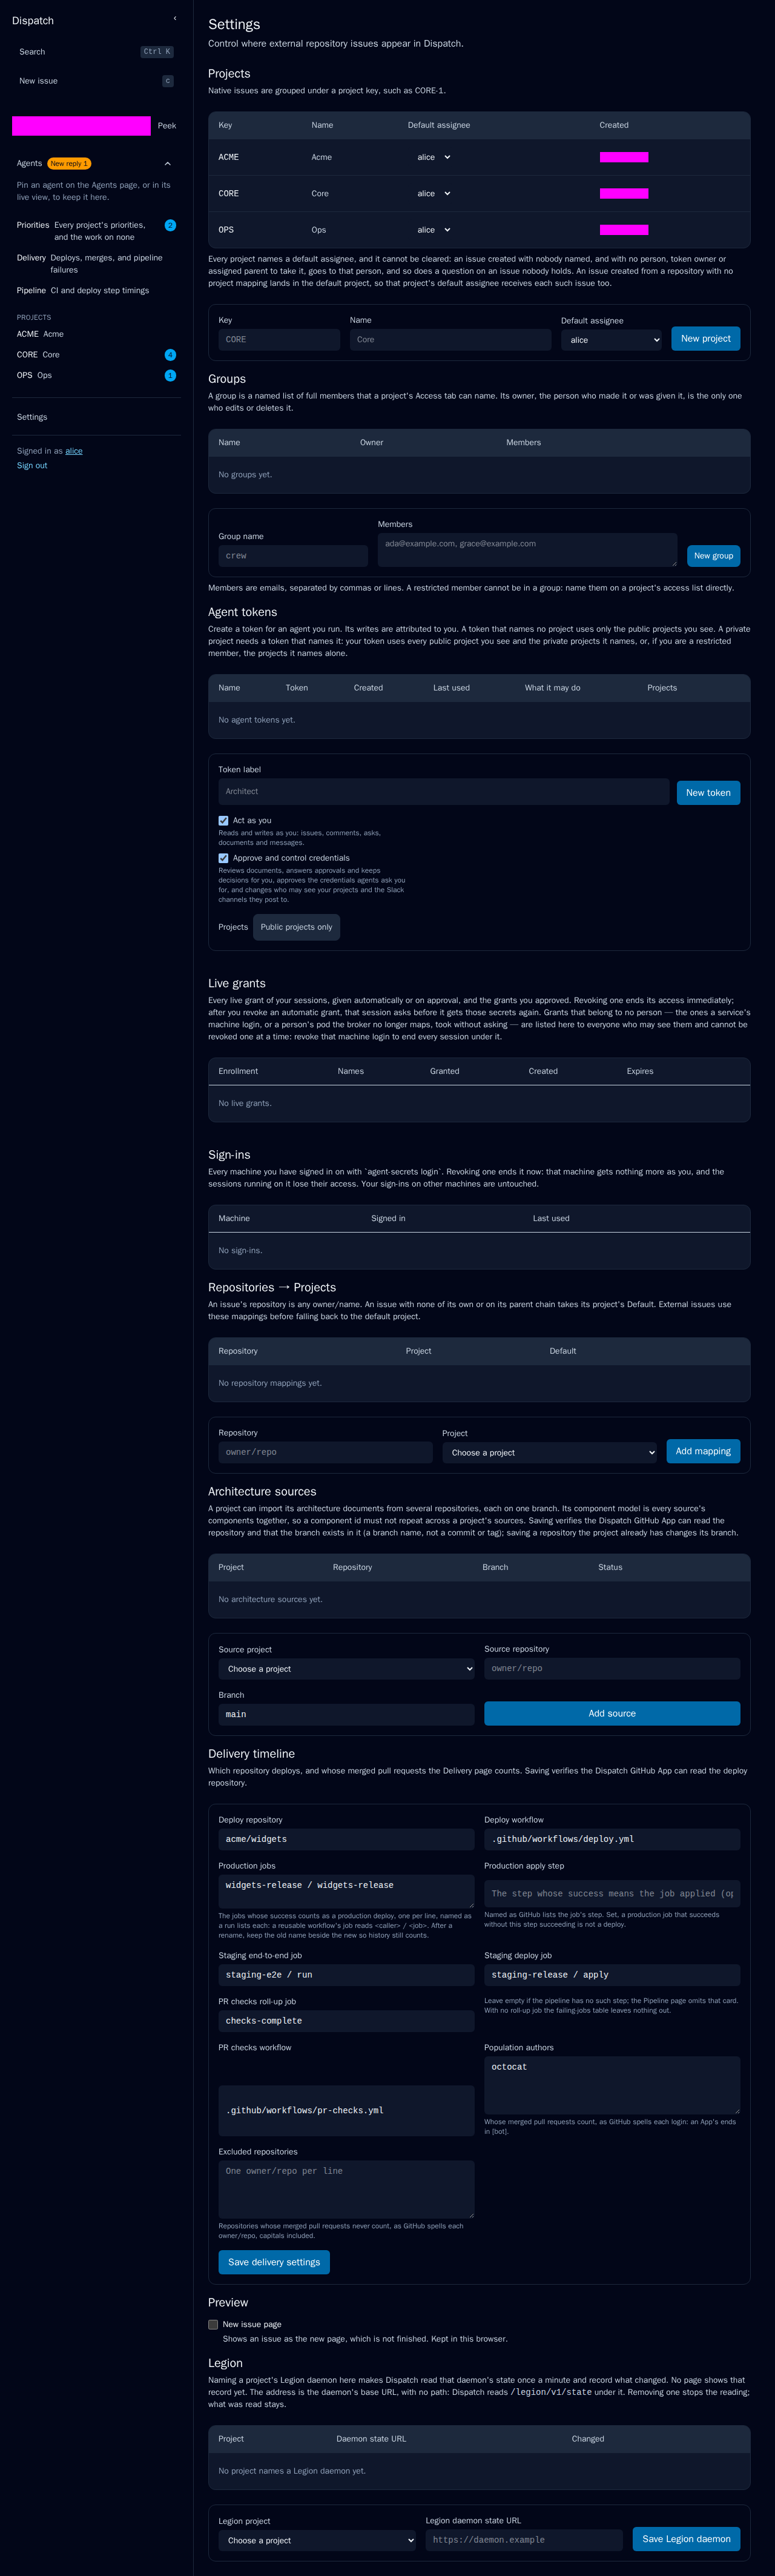 Dispatch
‹
Search
Ctrl K
New issue
c
Peek
Agents
New reply 1
Pin an agent on the Agents page, or in its
live view, to keep it here.
Priorities
Every project's priorities,
and the work on none
2
Delivery
Deploys, merges, and pipeline
failures
Pipeline
CI and deploy step timings
PROJECTS
ACME Acme
CORE Core
4
OPS Ops
1
Settings
Signed in as alice
Sign out
Settings
Control where external repository issues appear in Dispatch.
Projects
Native issues are grouped under a project key, such as CORE-1.
Key Name Default assignee Created
ACME Acme alice
CORE Core alice
OPS Ops alice
Every project names a default assignee, and it cannot be cleared: an issue created with nobody named, and with no person, token owner or
assigned parent to take it, goes to that person, and so does a question an issue nobody holds. An issue created from a repository with no
project mapping lands in the default project, so that project's default assignee receives each such issue too.
Key Name Default assignee
CORE Core alice New project
Groups
A group is a named list of full members that a project's Access tab can name. Its owner, the person who made it or was given it, is the only one
who edits or deletes it.
Name Owner Members
No groups yet.
Group name Members
crew ada@example.com, grace@example.com New group
Members are emails, separated by commas or lines. A restricted member cannot be in a group: name them on a project's access list directly.
Agent tokens
Create a token for an agent you run. Its writes are attributed to you. A token that names no project uses only the public projects you see. A private
project needs a token that names it: your token uses every public project you see and the private projects it names, or, if you are a restricted
member, the projects it names alone.
Name Token Created Last used What it may do Projects
No agent tokens yet.
Token label
Architect New token
Act as you
Reads and writes as you: issues, comments, asks,
documents and messages.
Approve and control credentials
Reviews documents, answers approvals and keeps
decisions for you, approves the credentials agents ask you
for, and changes who may see your projects and the Slack
channels they post to.
Projects Public projects only
Live grants
Every live grant of your sessions, given automatically or on approval, and the grants you approved. Revoking one ends its access immediately;
after you revoke an automatic grant, that session asks before it gets those secrets again. Grants that belong to no person — the ones a service's
machine login, or a person's pod the broker no longer maps, took without asking — are listed here to everyone who may see them and cannot be
revoked one at a time: revoke that machine login to end every session under it.
Enrollment Names Granted Created Expires
No live grants.
Sign-ins
Every machine you have signed in on with `agent-secrets login`. Revoking one ends it now: that machine gets nothing more as you, and the
sessions running on it lose their access. Your sign-ins on other machines are untouched.
Machine Signed in Last used
No sign-ins.
Repositories → Projects
An issue's repository is any owner/name. An issue with none of its own or on its parent chain takes its project's Default. External issues use
these mappings before falling back to the default project.
Repository Project Default
No repository mappings yet.
Repository Project
owner/repo Choose a project Add mapping
Architecture sources
A project can import its architecture documents from several repositories, each on one branch. Its component model is every source's
components together, so a component id must not repeat across a project's sources. Saving verifies the Dispatch GitHub App can read the
repository and that the branch exists in it (a branch name, not a commit or tag); saving a repository the project already has changes its branch.
Project Repository Branch Status
No architecture sources yet.
Source project Source repository
Choose a project owner/repo
Branch
main Add source
Delivery timeline
Which repository deploys, and whose merged pull requests the Delivery page counts. Saving verifies the Dispatch GitHub App can read the deploy
repository.
Deploy repository Deploy workflow
acme/widgets .github/workflows/deploy.yml
Production jobs Production apply step
widgets-release / widgets-release
The step whose success means the job applied (op
The jobs whose success counts as a production deploy, one per line, named as
a run lists each: a reusable workflow's job reads <caller> / <job>. After a
rename, keep the old name beside the new so history still counts.
Named as GitHub lists the job's step. Set, a production job that succeeds
without this step succeeding is not a deploy.
Staging end-to-end job Staging deploy job
staging-e2e / run staging-release / apply
PR checks roll-up job
checks-complete
Leave empty if the pipeline has no such step; the Pipeline page omits that card.
With no roll-up job the failing-jobs table leaves nothing out.
PR checks workflow Population authors
.github/workflows/pr-checks.yml octocat
Whose merged pull requests count, as GitHub spells each login: an App's ends
in [bot].
Excluded repositories
One owner/repo per line
Repositories whose merged pull requests never count, as GitHub spells each
owner/repo, capitals included.
Save delivery settings
Preview
New issue page
Shows an issue as the new page, which is not finished. Kept in this browser.
Legion
Naming a project's Legion daemon here makes Dispatch read that daemon's state once a minute and record what changed. No page shows that
record yet. The address is the daemon's base URL, with no path: Dispatch reads /legion/v1/state under it. Removing one stops the reading;
what was read stays.
Project Daemon state URL Changed
No project names a Legion daemon yet.
Legion project Legion daemon state URL
Choose a project https://daemon.example Save Legion daemon